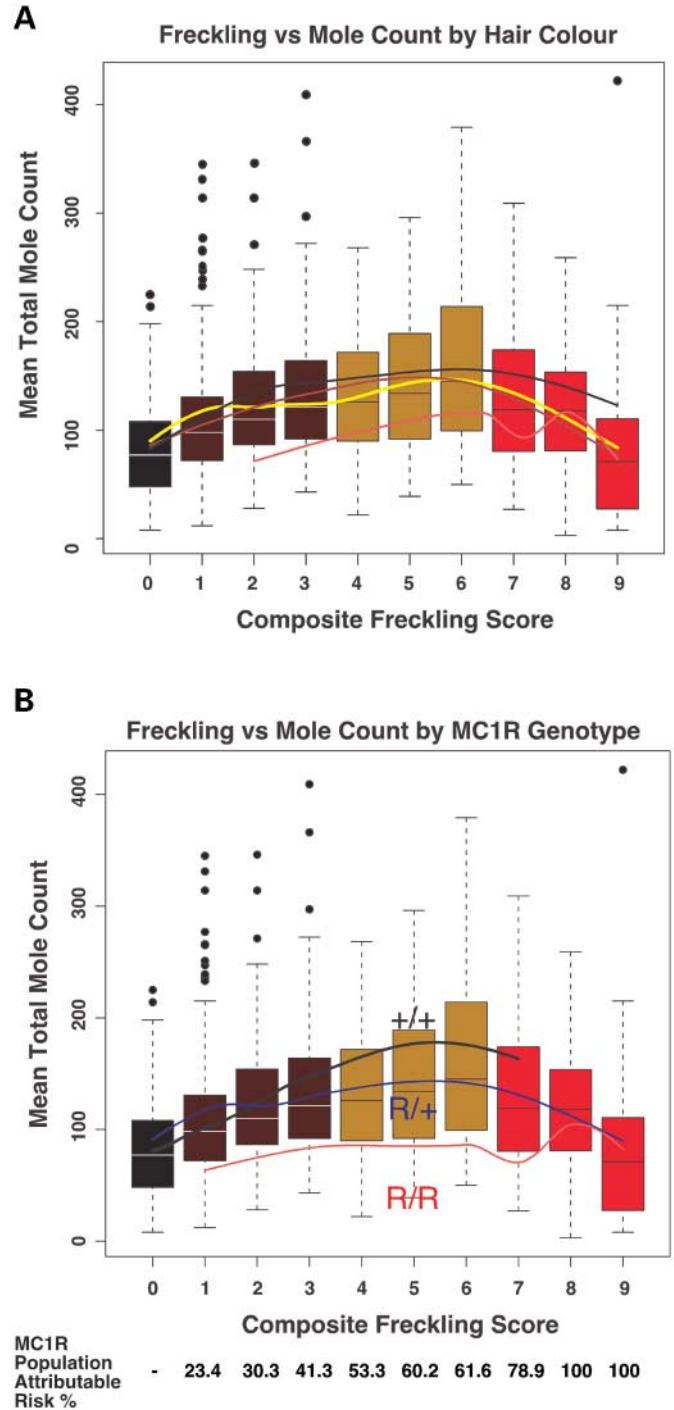 A
Freckling vs Mole Count by Hair Colour
Mean Total Mole Count
400
300
200
100
0
0 1 2 3 4 5 6 7 8 9
Composite Freckling Score
B
Freckling vs Mole Count by MC1R Genotype
Mean Total Mole Count
400
300
200
100
0
+/+
R/+
R/R
0 1 2 3 4 5 6 7 8 9
Composite Freckling Score
MC1R
Population
Attributable
Risk %
- 23.4 30.3 41.3 53.3 60.2 61.6 78.9 100 100